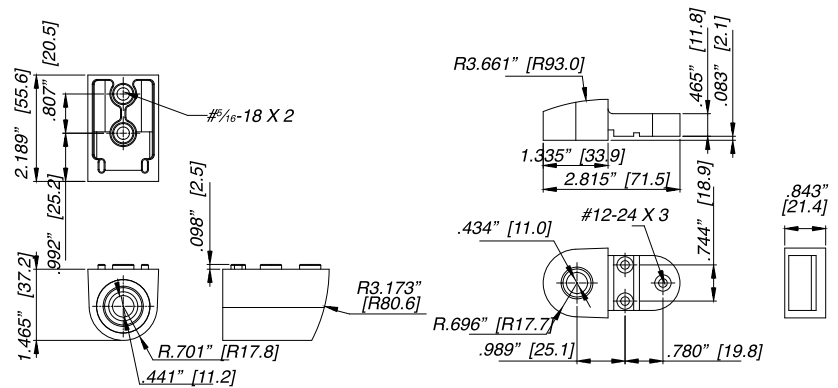 2.189” [55.6]
.807” [20.5]
#5⁄16-18 X 2
.992” [25.2]
.098” [2.5]
1.465” [37.2]
R3.173”
[R80.6]
R.701” [R17.8]
.441” [11.2]
R3.661” [R93.0]
.465” [11.8]
.083” [2.1]
1.335” [33.9]
2.815” [71.5]
.434” [11.0]
#12-24 X 3
.744” [18.9]
.843”
[21.4]
R.696” [R17.7]
.989” [25.1]
.780” [19.8]